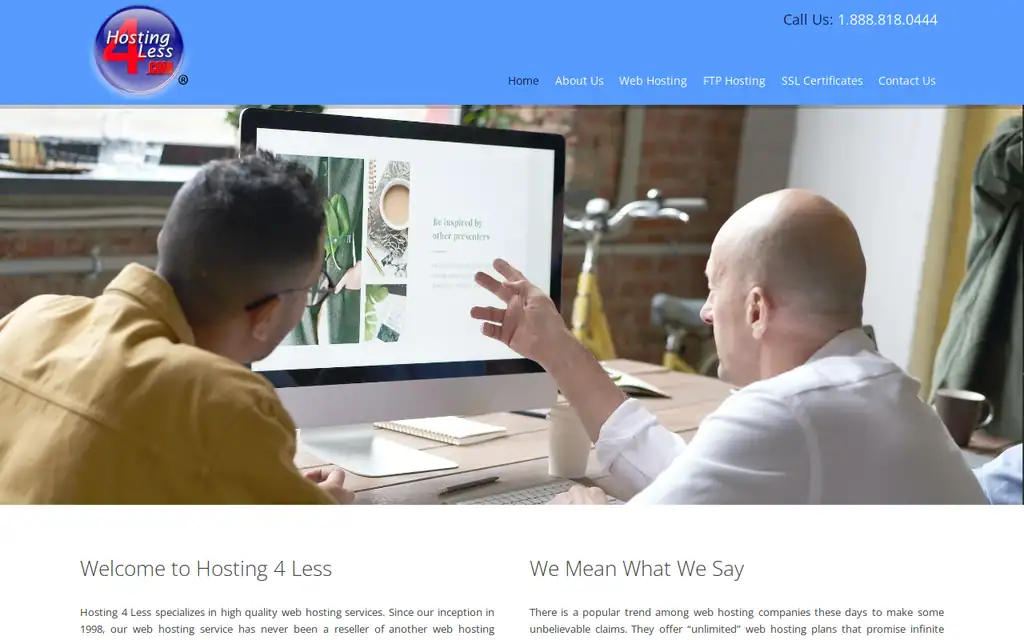 Hosting
4
Less
.com
®
Call Us: 1.888.818.0444
Home About Us Web Hosting FTP Hosting SSL Certificates Contact Us
Be inspired by
other presenters
Welcome to Hosting 4 Less
Hosting 4 Less specializes in high quality web hosting services. Since our inception in
1998, our web hosting service has never been a reseller of another web hosting
We Mean What We Say
There is a popular trend among web hosting companies these days to make some
unbelievable claims. They offer “unlimited” web hosting plans that promise infinite